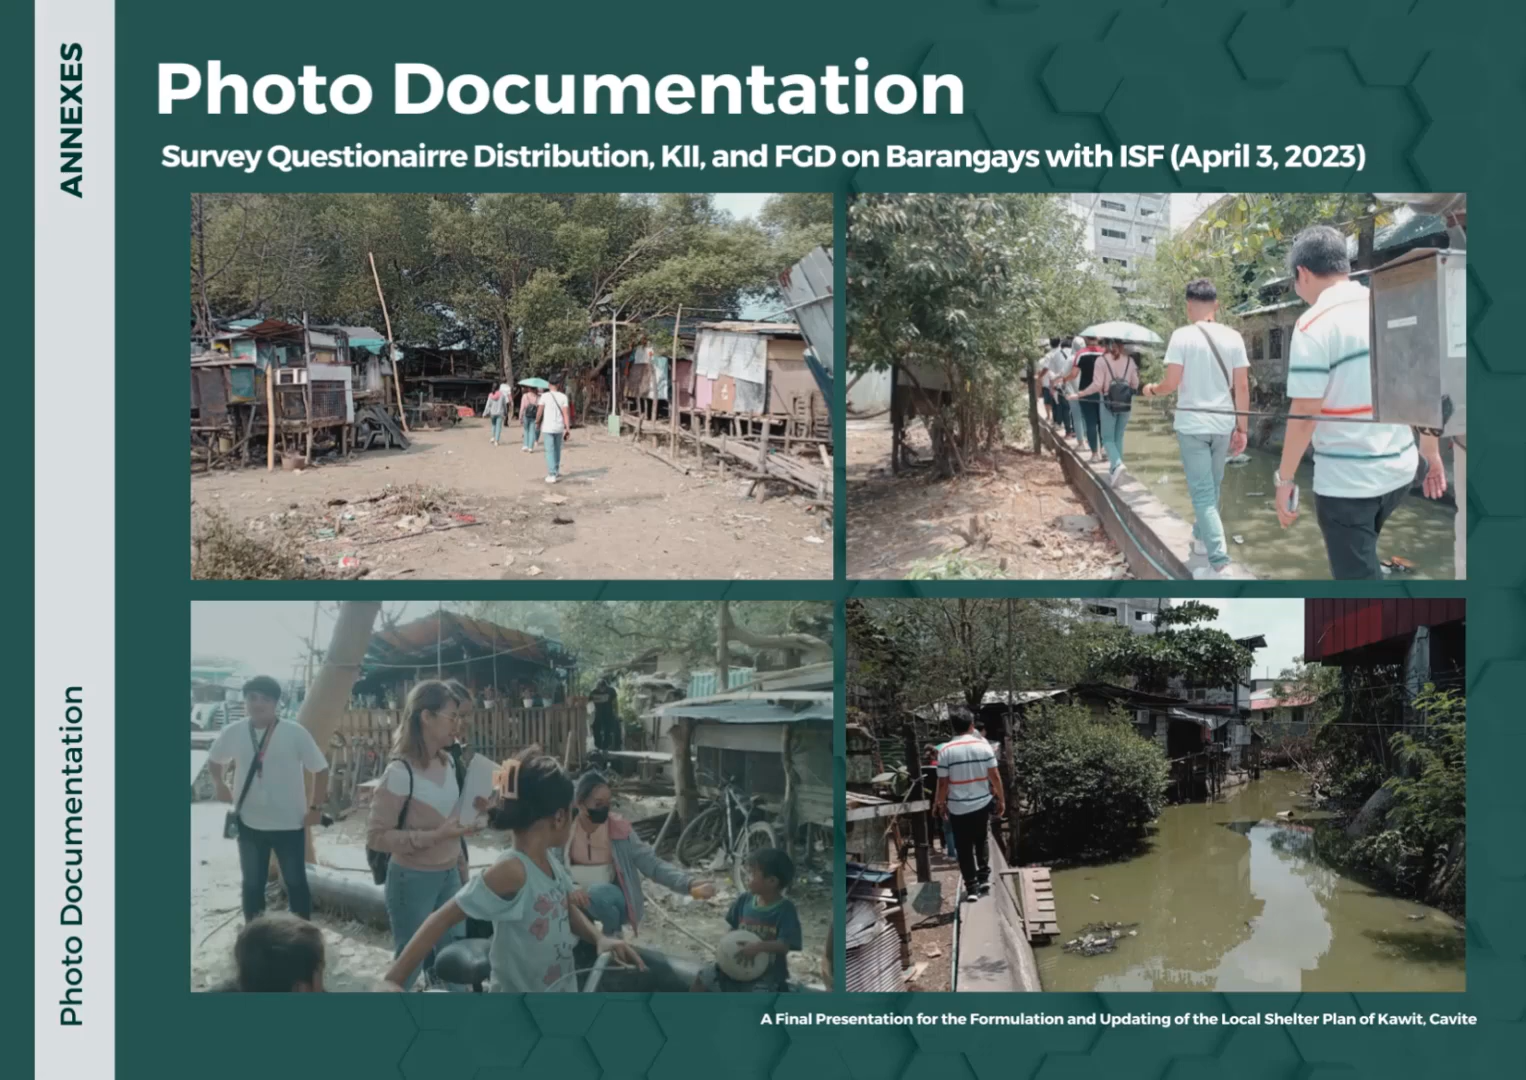 ANNEXES
Photo Documentation
Photo Documentation
Survey Questionairre Distribution, KII, and FGD on Barangays with ISF (April 3, 2023)
A Final Presentation for the Formulation and Updating of the Local Shelter Plan of Kawit, Cavite